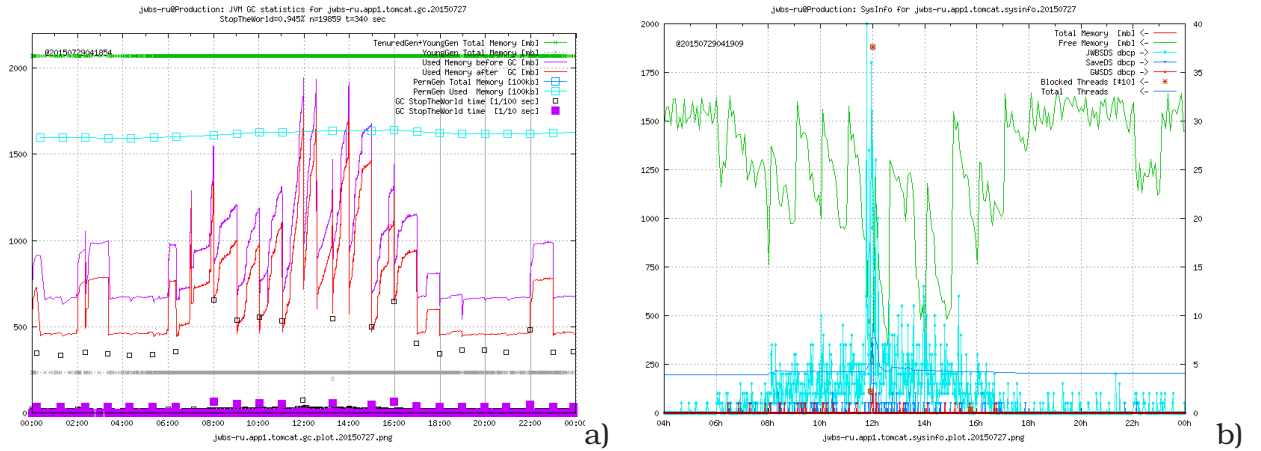 jwbs-ru@Production: JVM GC statistics for jwbs-ru.app1.tomcat.gc.20150727
StopTheWorld=0.945% n=19859 t=340 sec
@20150729041854
TenuredGen+YoungGen Total Memory [mb]
YoungGen Total Memory [mb]
Used Memory before GC [mb]
Used Memory after GC [mb]
PermGen Total Memory [100kb]
PermGen Used Memory [100kb]
GC StopTheWorld time [1/100 sec]
GC StopTheWorld time [1/10 sec]
2000
1500
1000
500
0
00:00 02:00 04:00 06:00 08:00 10:00 12:00 14:00 16:00 18:00 20:00 22:00 00:00
jwbs-ru.app1.tomcat.gc.plot.20150727.png
a)
jwbs-ru@Production: SysInfo for jwbs-ru.app1.tomcat.sysinfo.20150727
@20150729041909
Total Memory [mb] <-
Free Memory [mb] <-
JWBSDS dbcp ->
SaveDS dbcp ->
GWSDS dbcp ->
Blocked Threads [*10] <-
Total Threads <-
2000 40
1750 35
1500 30
1250 25
1000 20
750 15
500 10
250 5
0 0
04h 06h 08h 10h 12h 14h 16h 18h 20h 22h 00h
jwbs-ru.app1.tomcat.sysinfo.plot.20150727.png
b)